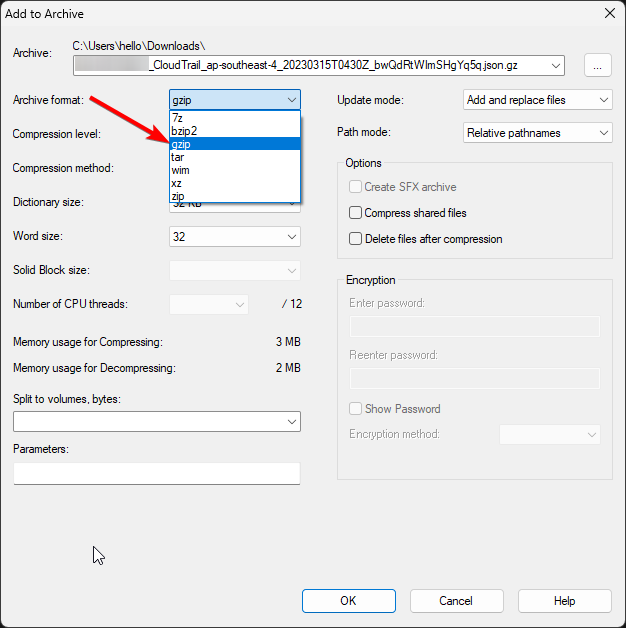 Add to Archive
Archive:
C:\Users\hello\Downloads\
_CloudTrail_ap-southeast-4_20230315T0430Z_bwQdRtWlmSHgYq5q.json.gz
...
Archive format:
gzip
7z
bzip2
gzip
tar
wim
xz
zip
Compression level:
Compression method:
Dictionary size:
32 KB
Word size:
32
Solid Block size:
Number of CPU threads:
/ 12
Memory usage for Compressing:
3 MB
Memory usage for Decompressing:
2 MB
Split to volumes, bytes:
Parameters:
Update mode:
Add and replace files
Path mode:
Relative pathnames
Options
Create SFX archive
Compress shared files
Delete files after compression
Encryption
Enter password:
Reenter password:
Show Password
Encryption method:
OK
Cancel
Help